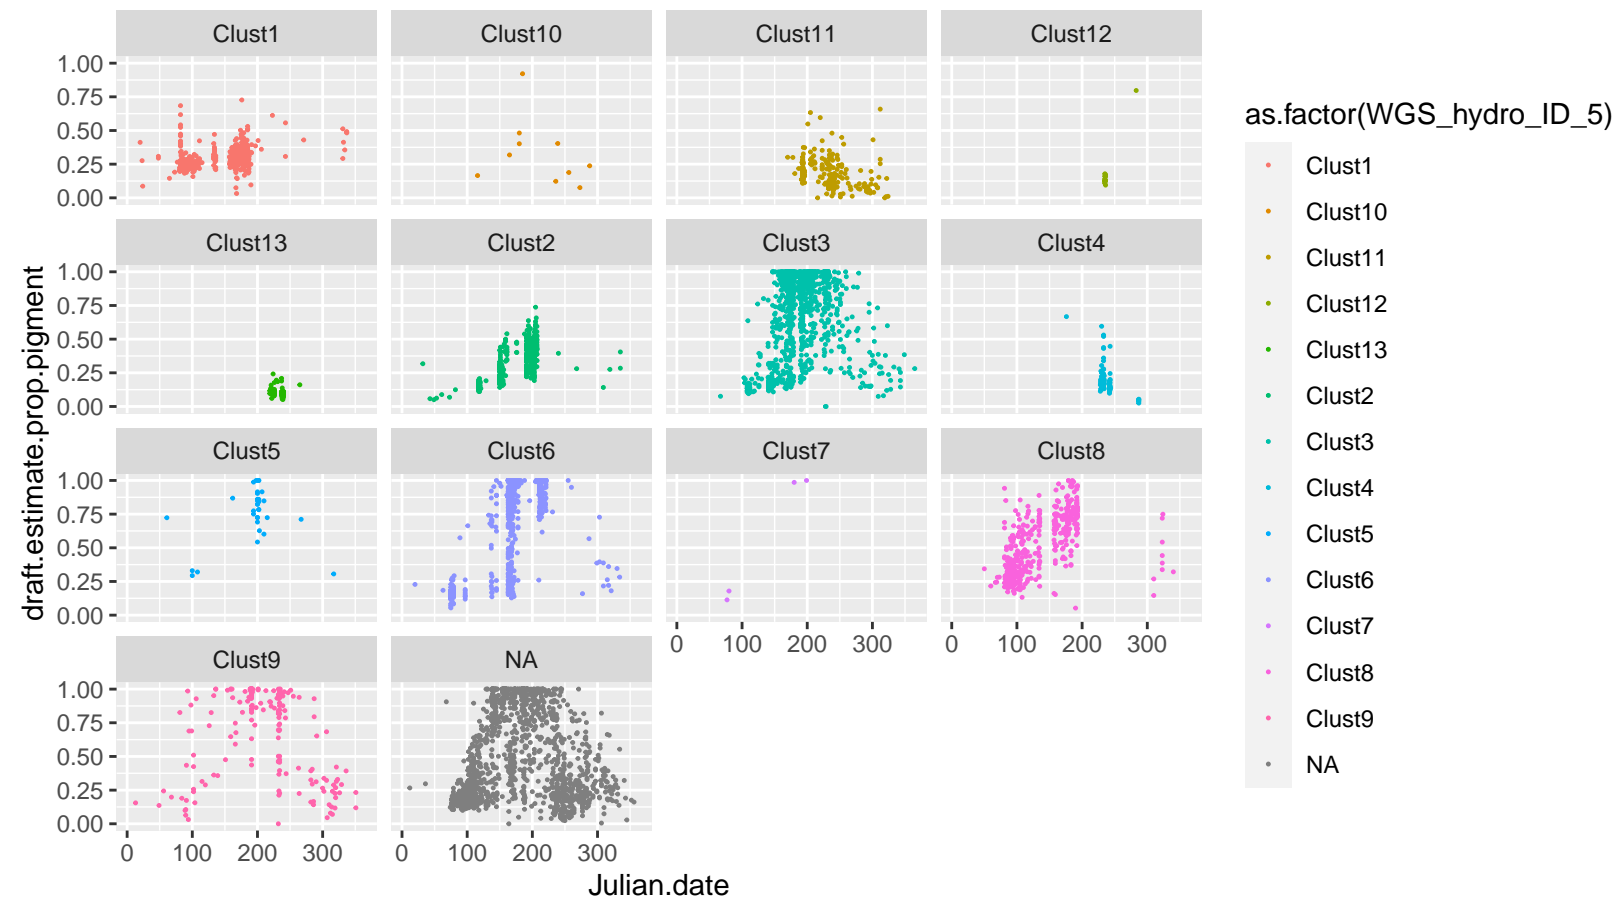 Clust1 Clust10 Clust11 Clust12
1.00
0.75
0.50
0.25
0.00
Clust13 Clust2 Clust3 Clust4
1.00
0.75
0.50
0.25
0.00
Clust5 Clust6 Clust7 Clust8
1.00
0.75
0.50
0.25
0.00
0 100 200 300 0 100 200 300
Clust9 NA
1.00
0.75
0.50
0.25
0.00
0 100 200 300 0 100 200 300
Julian.date
draft.estimate.prop.pigment
as.factor(WGS_hydro_ID_5)
Clust1
Clust10
Clust11
Clust12
Clust13
Clust2
Clust3
Clust4
Clust5
Clust6
Clust7
Clust8
Clust9
NA